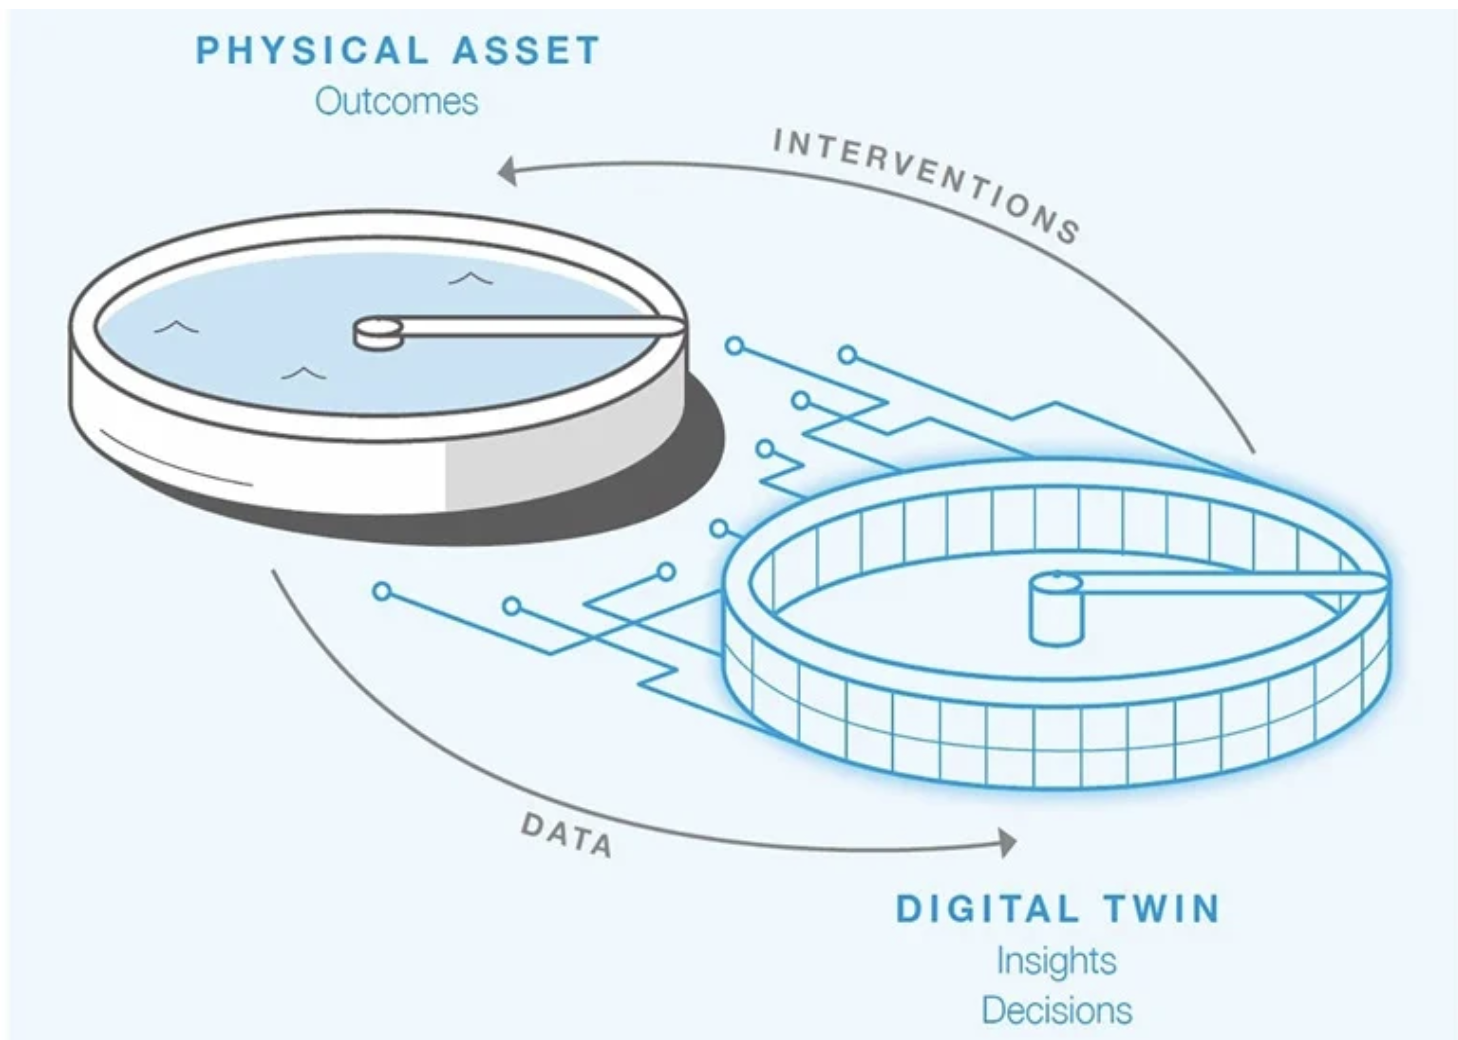 PHYSICAL ASSET
Outcomes
INTERVENTIONS
DATA
DIGITAL TWIN
Insights
Decisions